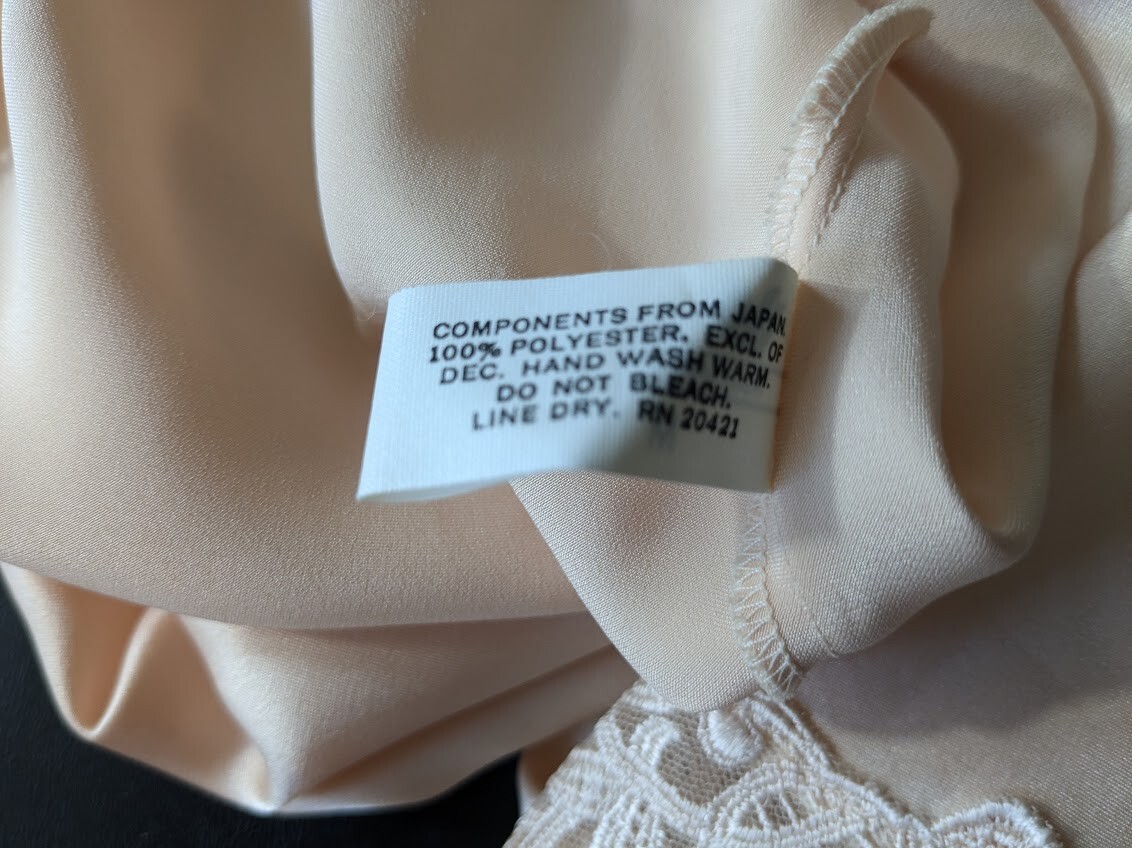 COMPONENTS FROM JAPAN.
100% POLYESTER. EXCL. OF
DEC. HAND WASH WARM.
DO NOT BLEACH.
LINE DRY. RN 20421